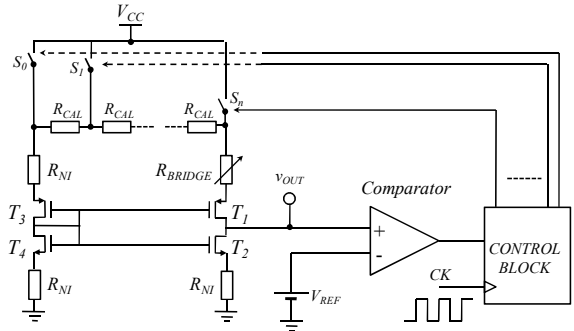 V_CC
S_0
S_1
S_n
R_CAL
R_CAL
R_CAL
R_NI
R_BRIDGE
v_OUT
Comparator
T_3
T_1
T_4
T_2
+
-
CONTROL
BLOCK
CK
R_NI
R_NI
V_REF